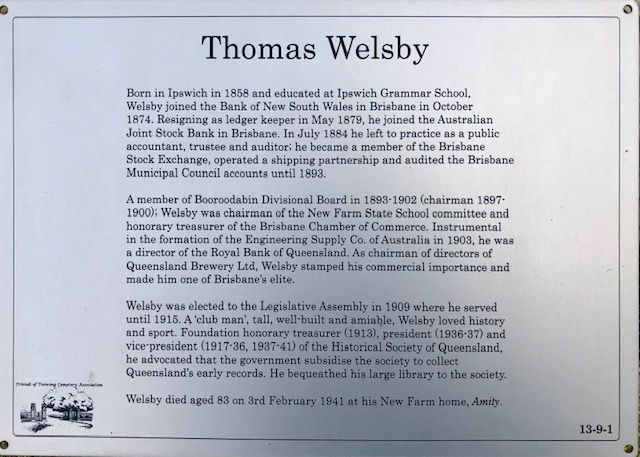 Thomas Welsby
Born in Ipswich in 1858 and educated at Ipswich Grammar School,
Welsby joined the Bank of New South Wales in Brisbane in October
1874. Resigning as ledger keeper in May 1879, he joined the Australian
Joint Stock Bank in Brisbane. In July 1884 he left to practice as a public
accountant, trustee and auditor; he became a member of the Brisbane
Stock Exchange, operated a shipping partnership and audited the Brisbane
Municipal Council accounts until 1893.
A member of Booroodabin Divisional Board in 1893-1902 (chairman 1897-
1900); Welsby was chairman of the New Farm State School committee and
honorary treasurer of the Brisbane Chamber of Commerce. Instrumental
in the formation of the Engineering Supply Co. of Australia in 1903, he was
a director of the Royal Bank of Queensland. As chairman of directors of
Queensland Brewery Ltd, Welsby stamped his commercial importance and
made him one of Brisbane's elite.
Welsby was elected to the Legislative Assembly in 1909 where he served
until 1915. A 'club man', tall, well-built and amiable, Welsby loved history
and sport. Foundation honorary treasurer (1913), president (1936-37) and
vice-president (1917-36, 1937-41) of the Historical Society of Queensland,
he advocated that the government subsidise the society to collect
Queensland's early records. He bequeathed his large library to the society.
Welsby died aged 83 on 3rd February 1941 at his New Farm home, Amity.
Friends of Toowong Cemetery Association
13-9-1